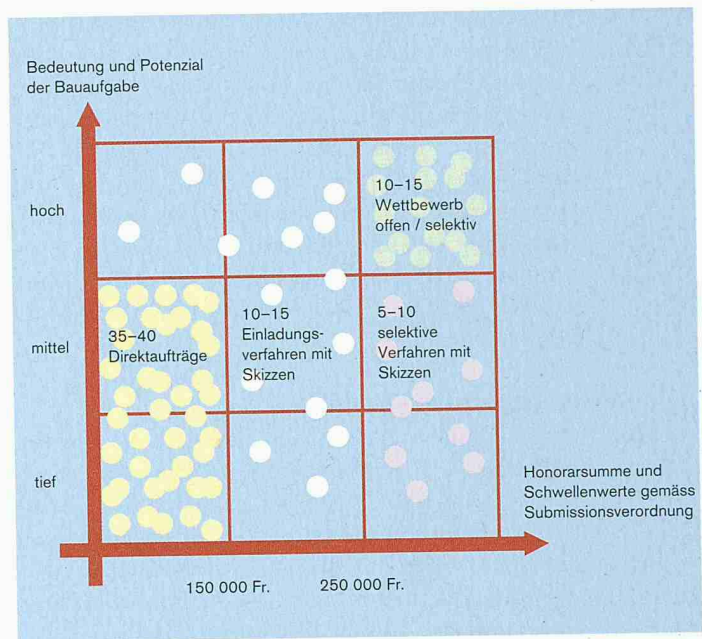 Bedeutung und Potenzial
der Bauaufgabe
hoch
10–15
Wettbewerb
offen / selektiv
mittel
35–40
Direktaufträge
10–15
Einladungs-
verfahren mit
Skizzen
5–10
selektive
Verfahren mit
Skizzen
tief
Honorarsumme und
Schwellenwerte gemäss
Submissionsverordnung
150 000 Fr.
250 000 Fr.